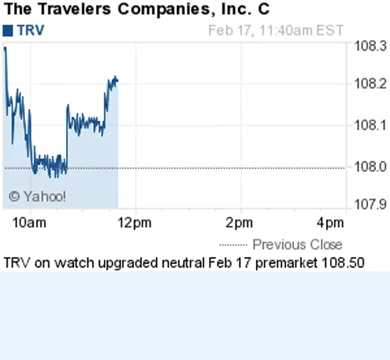 The Travelers Companies, Inc. C
TRV
Feb 17, 11:40am EST
108.3
108.2
108.1
108.0
107.9
© Yahoo!
10am 12pm 2pm 4pm
Previous Close
TRV on watch upgraded neutral Feb 17 premarket 108.50